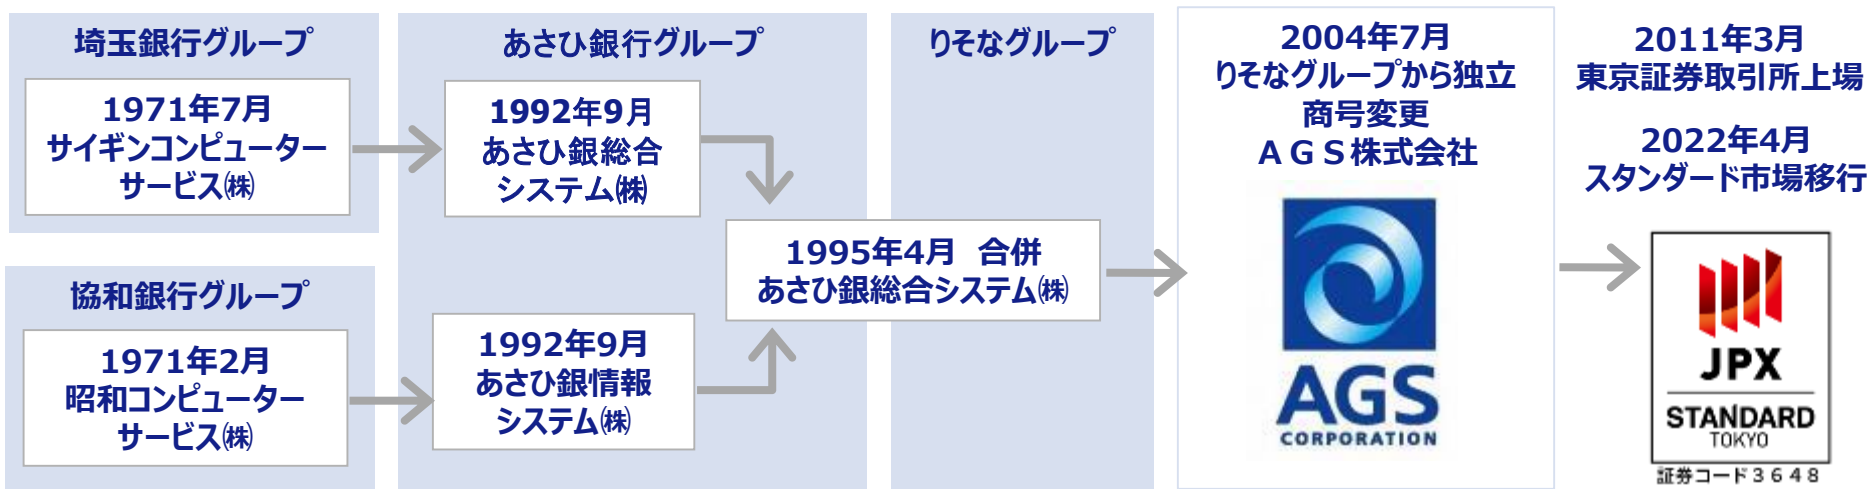 埼玉銀行グループ
1971年7月
サイギンコンピューター
サービス㈱
協和銀行グループ
1971年2月
昭和コンピューター
サービス㈱
あさひ銀行グループ
1992年9月
あさひ銀総合
システム㈱
1992年9月
あさひ銀情報
システム㈱
りそなグループ
1995年4月 合併
あさひ銀総合システム㈱
2004年7月
りそなグループから独立
商号変更
ＡＧＳ株式会社
AGS
CORPORATION
2011年3月
東京証券取引所上場
2022年4月
スタンダード市場移行
JPX
STANDARD
TOKYO
証券コード３６４８